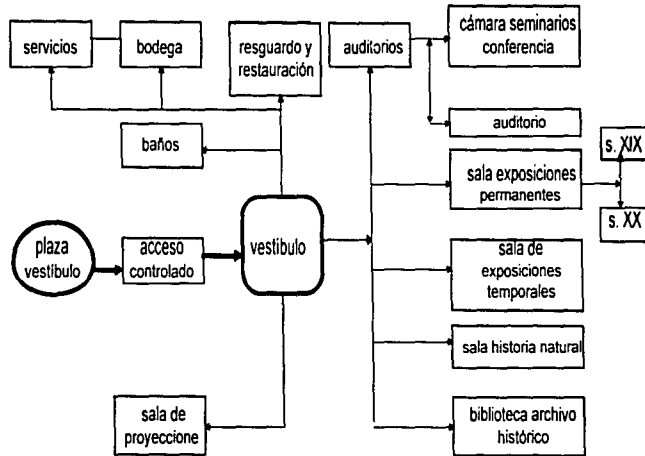 servicios
bodega
resguardo y
restauración
auditorios
cámara seminarios
conferencia
auditorio
baños
sala exposiciones
permanentes
s. XIX
s. XX
plaza
vestíbulo
acceso
controlado
vestíbulo
sala de
exposiciones
temporales
sala historia natural
sala de
proyeccione
biblioteca archivo
histórico